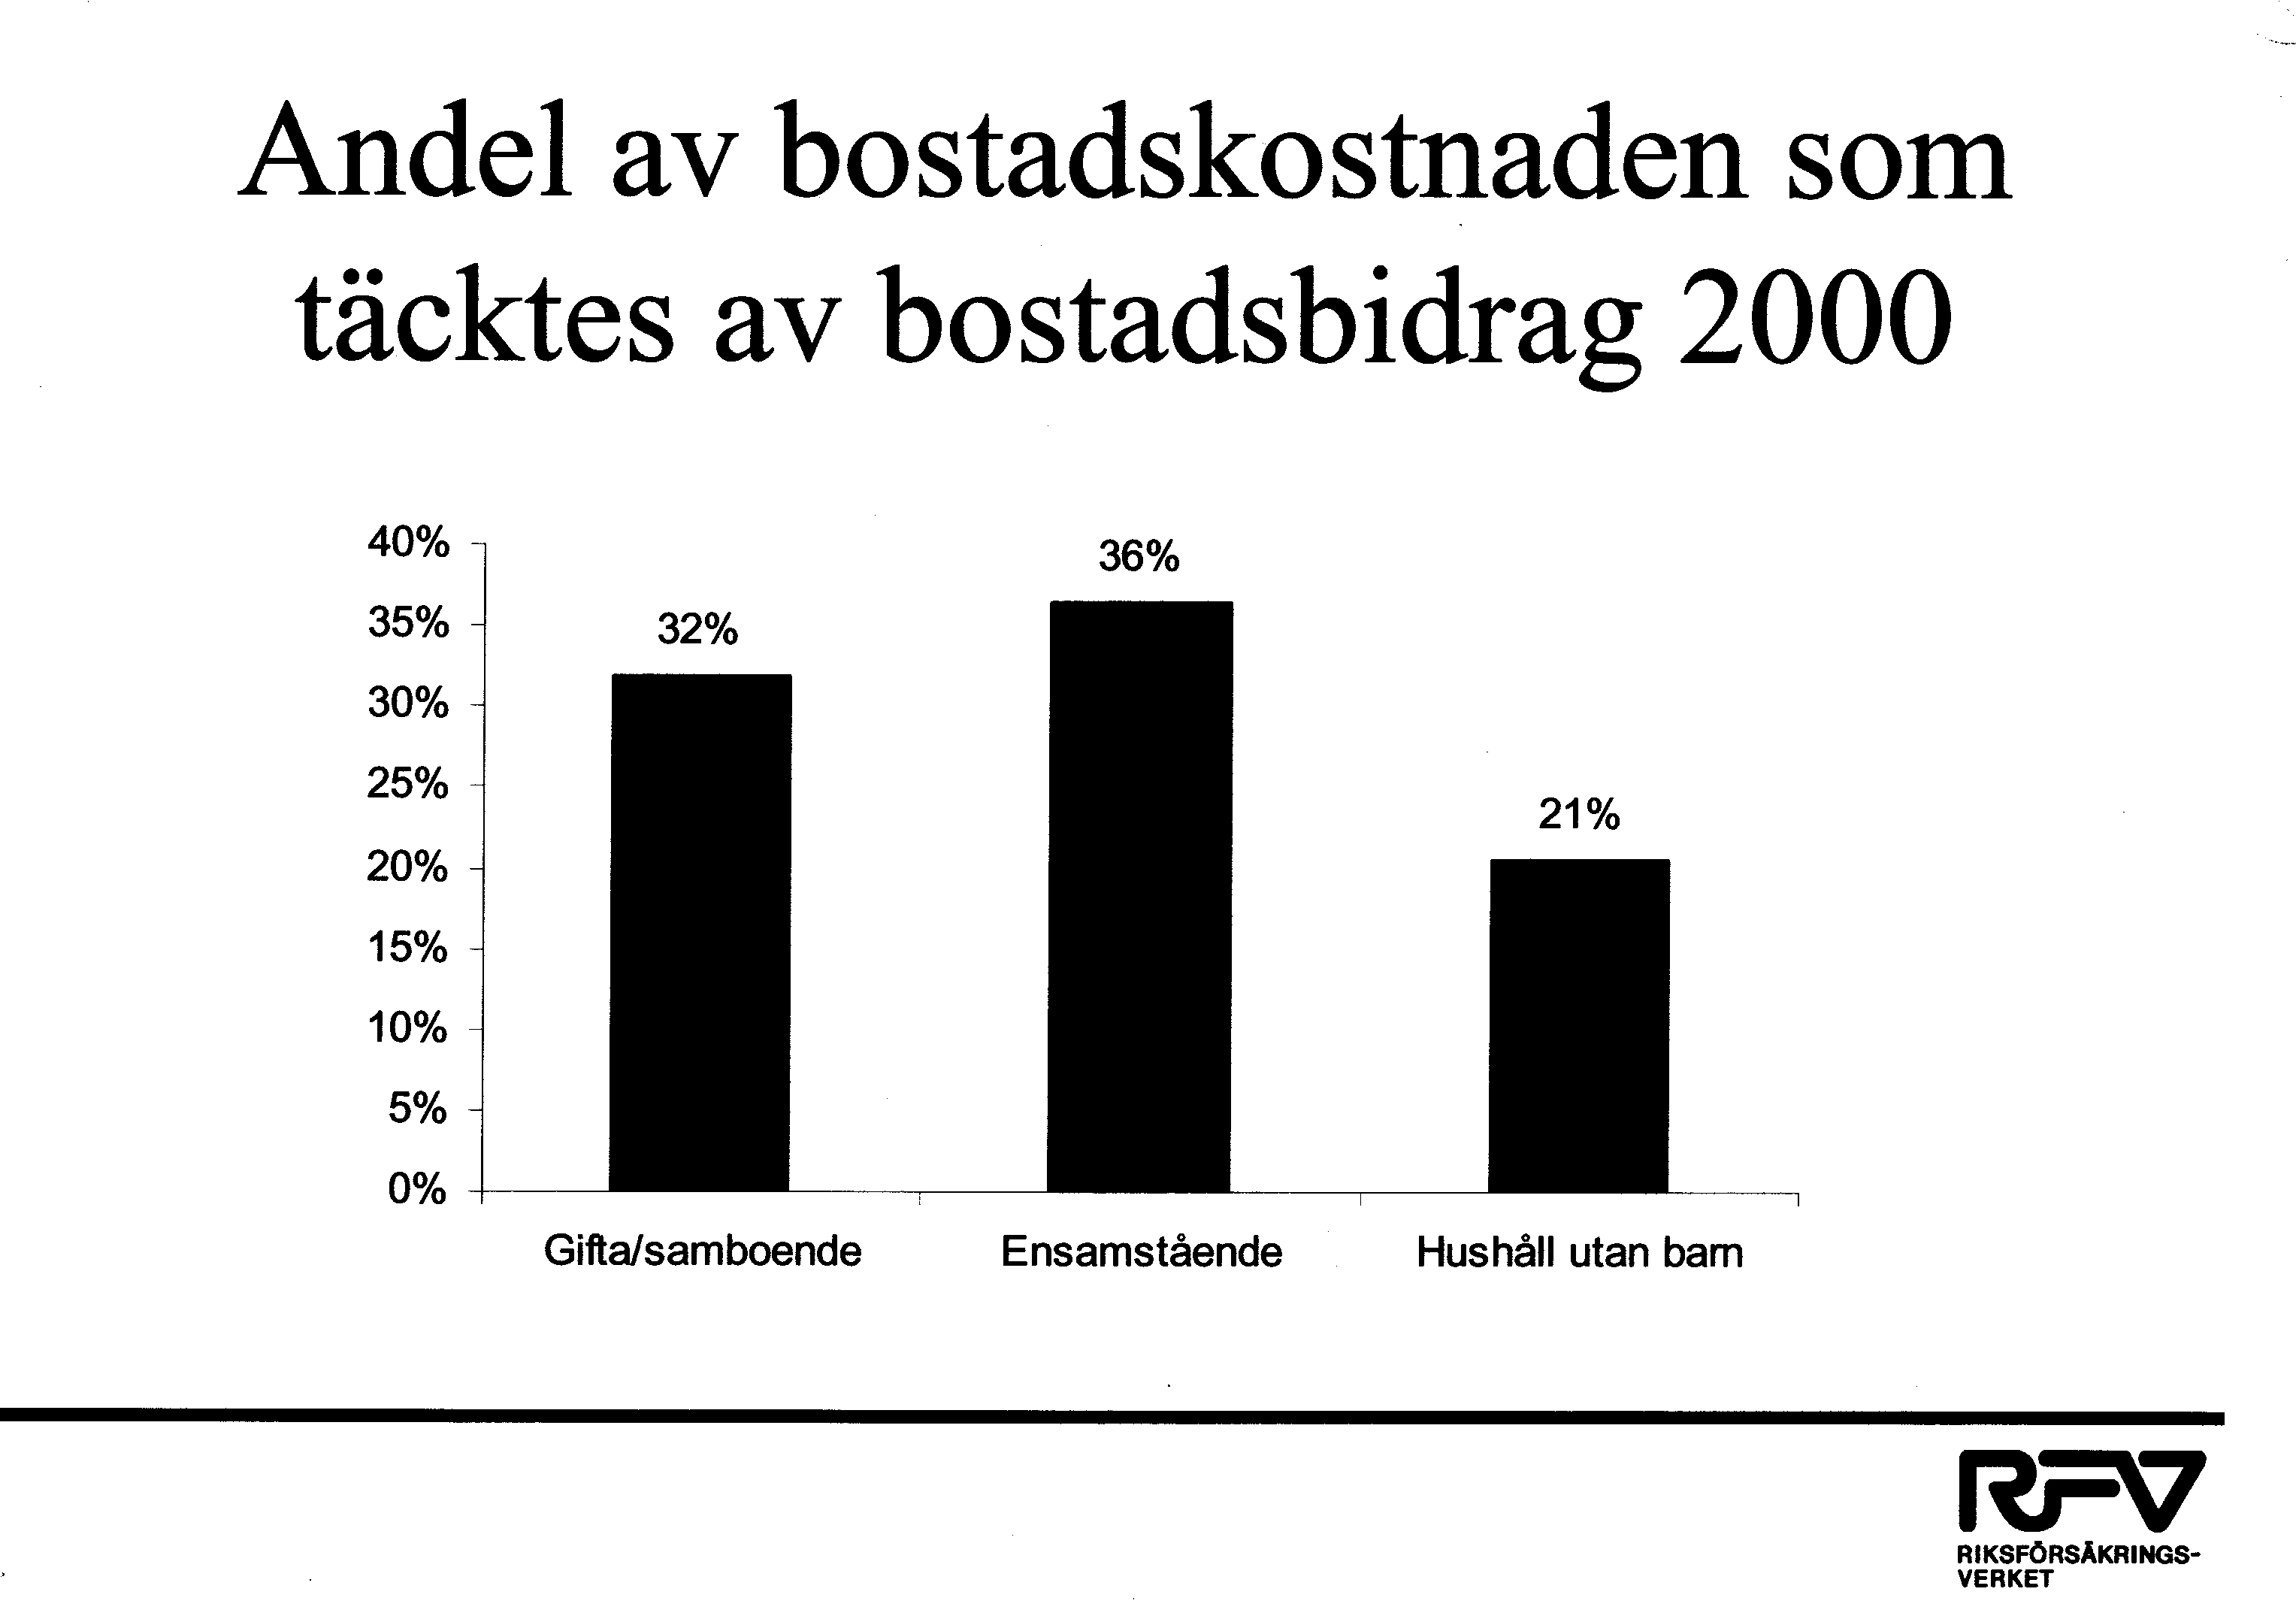 Andel av bostadskostnaden som
täcktes av bostadsbidrag 2000
40%
35%
30%
25%
20%
15%
10%
5%
0%
32%
36%
21%
Gifta/samboende
Ensamstående
Hushåll utan barn
RFV
RIKSFÖRSÄKRINGS-
VERKET